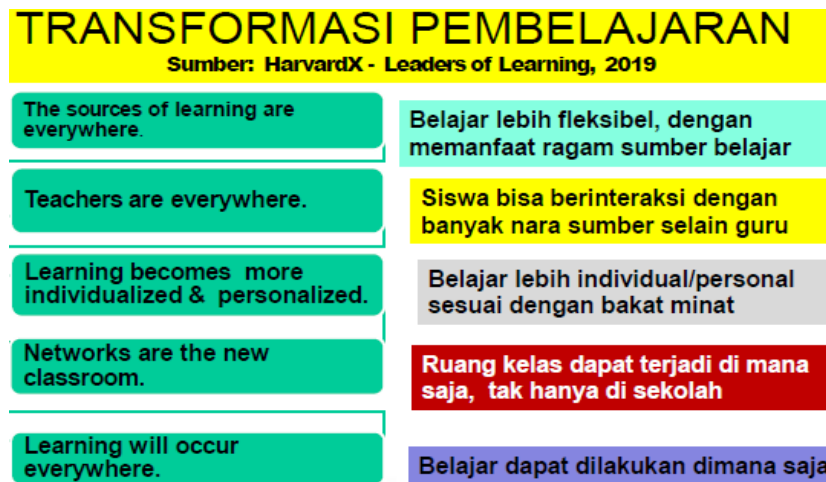 TRANSFORMASI PEMBELAJARAN
Sumber: HarvardX - Leaders of Learning, 2019
The sources of learning are
everywhere.
Belajar lebih fleksibel, dengan
memanfaat ragam sumber belajar
Teachers are everywhere.
Siswa bisa berinteraksi dengan
banyak nara sumber selain guru
Learning becomes more
individualized & personalized.
Belajar lebih individual/personal
sesuai dengan bakat minat
Networks are the new
classroom.
Ruang kelas dapat terjadi di mana
saja, tak hanya di sekolah
Learning will occur
everywhere.
Belajar dapat dilakukan dimana saja